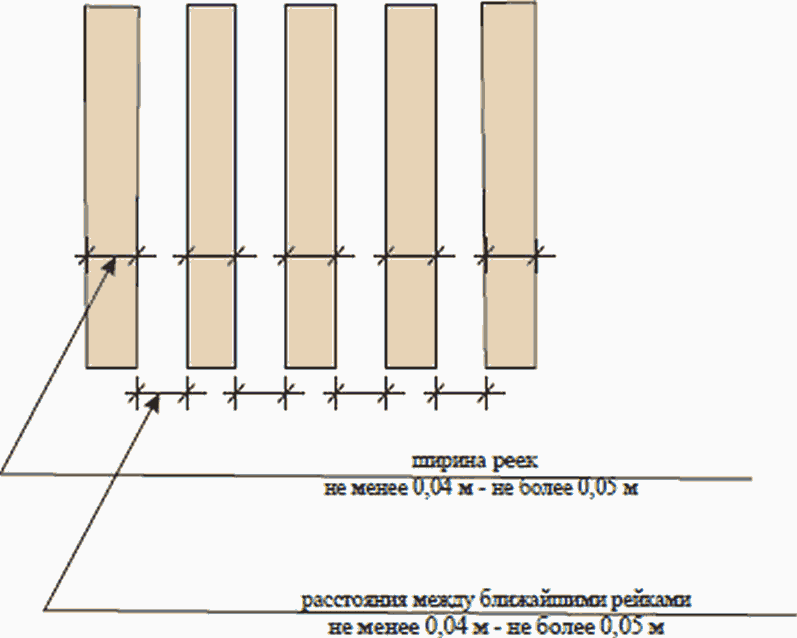 ширина реек
не менее 0,04 м - не более 0,05 м
расстояния между ближайшими рейками
не менее 0,04 м - не более 0,05 м